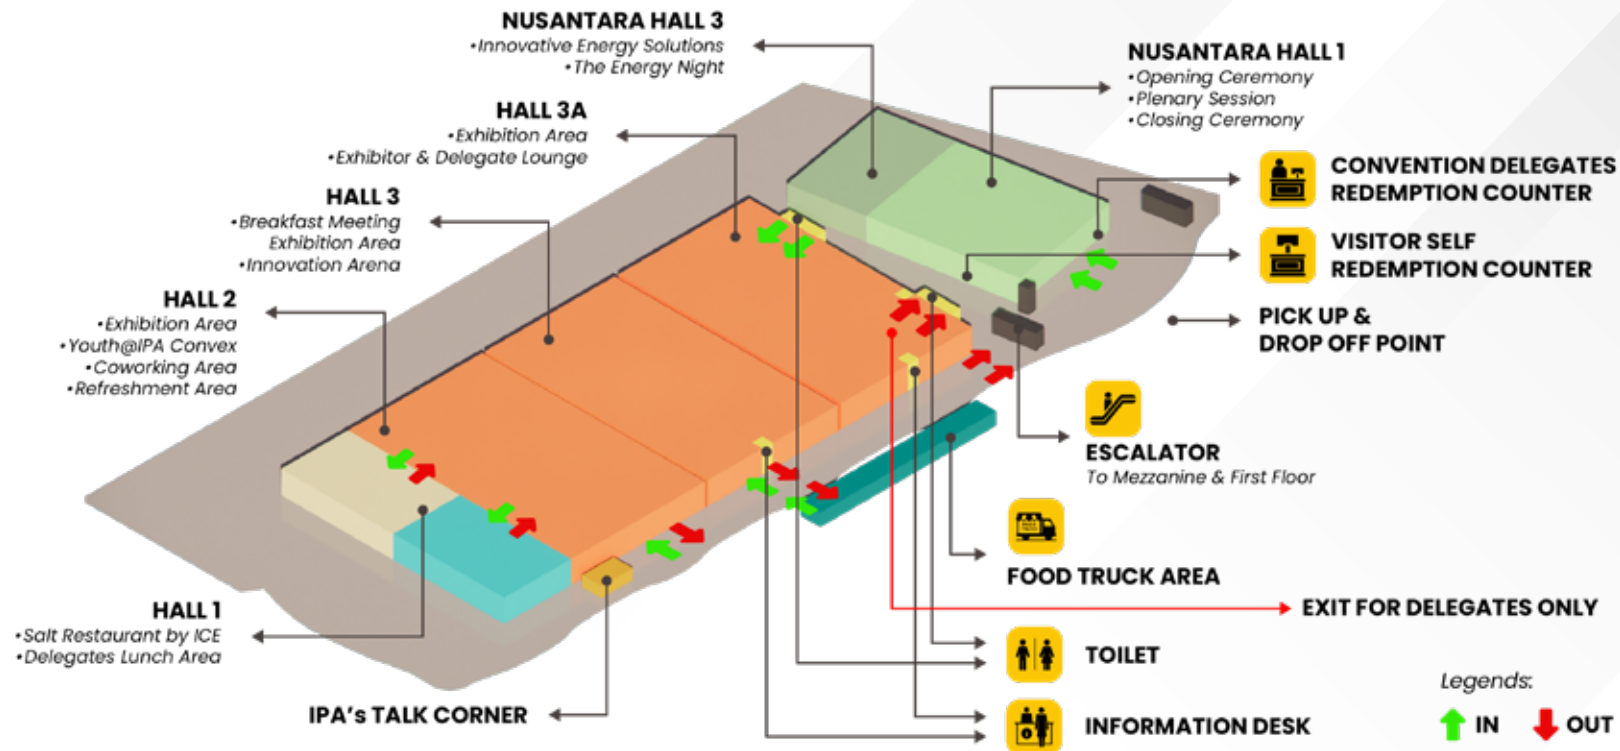 NUSANTARA HALL 3
•Innovative Energy Solutions
•The Energy Night
NUSANTARA HALL 1
•Opening Ceremony
•Plenary Session
•Closing Ceremony
HALL 3A
•Exhibition Area
•Exhibitor & Delegate Lounge
CONVENTION DELEGATES
REDEMPTION COUNTER
HALL 3
•Breakfast Meeting
Exhibition Area
•Innovation Arena
VISITOR SELF
REDEMPTION COUNTER
HALL 2
•Exhibition Area
•Youth@IPA Convex
•Coworking Area
•Refreshment Area
PICK UP &
DROP OFF POINT
ESCALATOR
To Mezzanine & First Floor
FOOD TRUCK AREA
HALL 1
•Salt Restaurant by ICE
•Delegates Lunch Area
EXIT FOR DELEGATES ONLY
TOILET
IPA's TALK CORNER
INFORMATION DESK
Legends:
IN
OUT